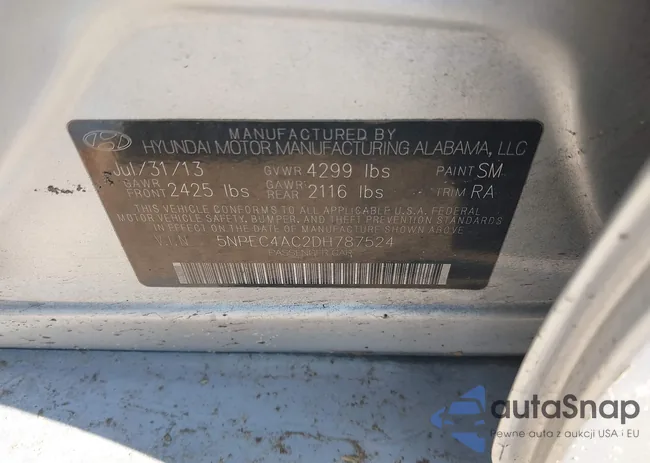 MANUFACTURED BY
HYUNDAI MOTOR MANUFACTURING ALABAMA, LLC
Jul/31/13 GVWR 4299 lbs PAINT SM
GAWR FRONT 2425 lbs GAWR REAR 2116 lbs TRIM RA
THIS VEHICLE CONFORMS TO ALL APPLICABLE U.S.A. FEDERAL
MOTOR VEHICLE SAFETY, BUMPER, AND THEFT PREVENTION STANDARDS
IN EFFECT ON THE DATE OF MANUFACTURE SHOWN ABOVE.
V.I.N 5NPEC4AC2DH787524
PASSENGER CAR
autaSnap
Pewne auta z aukcji USA i EU